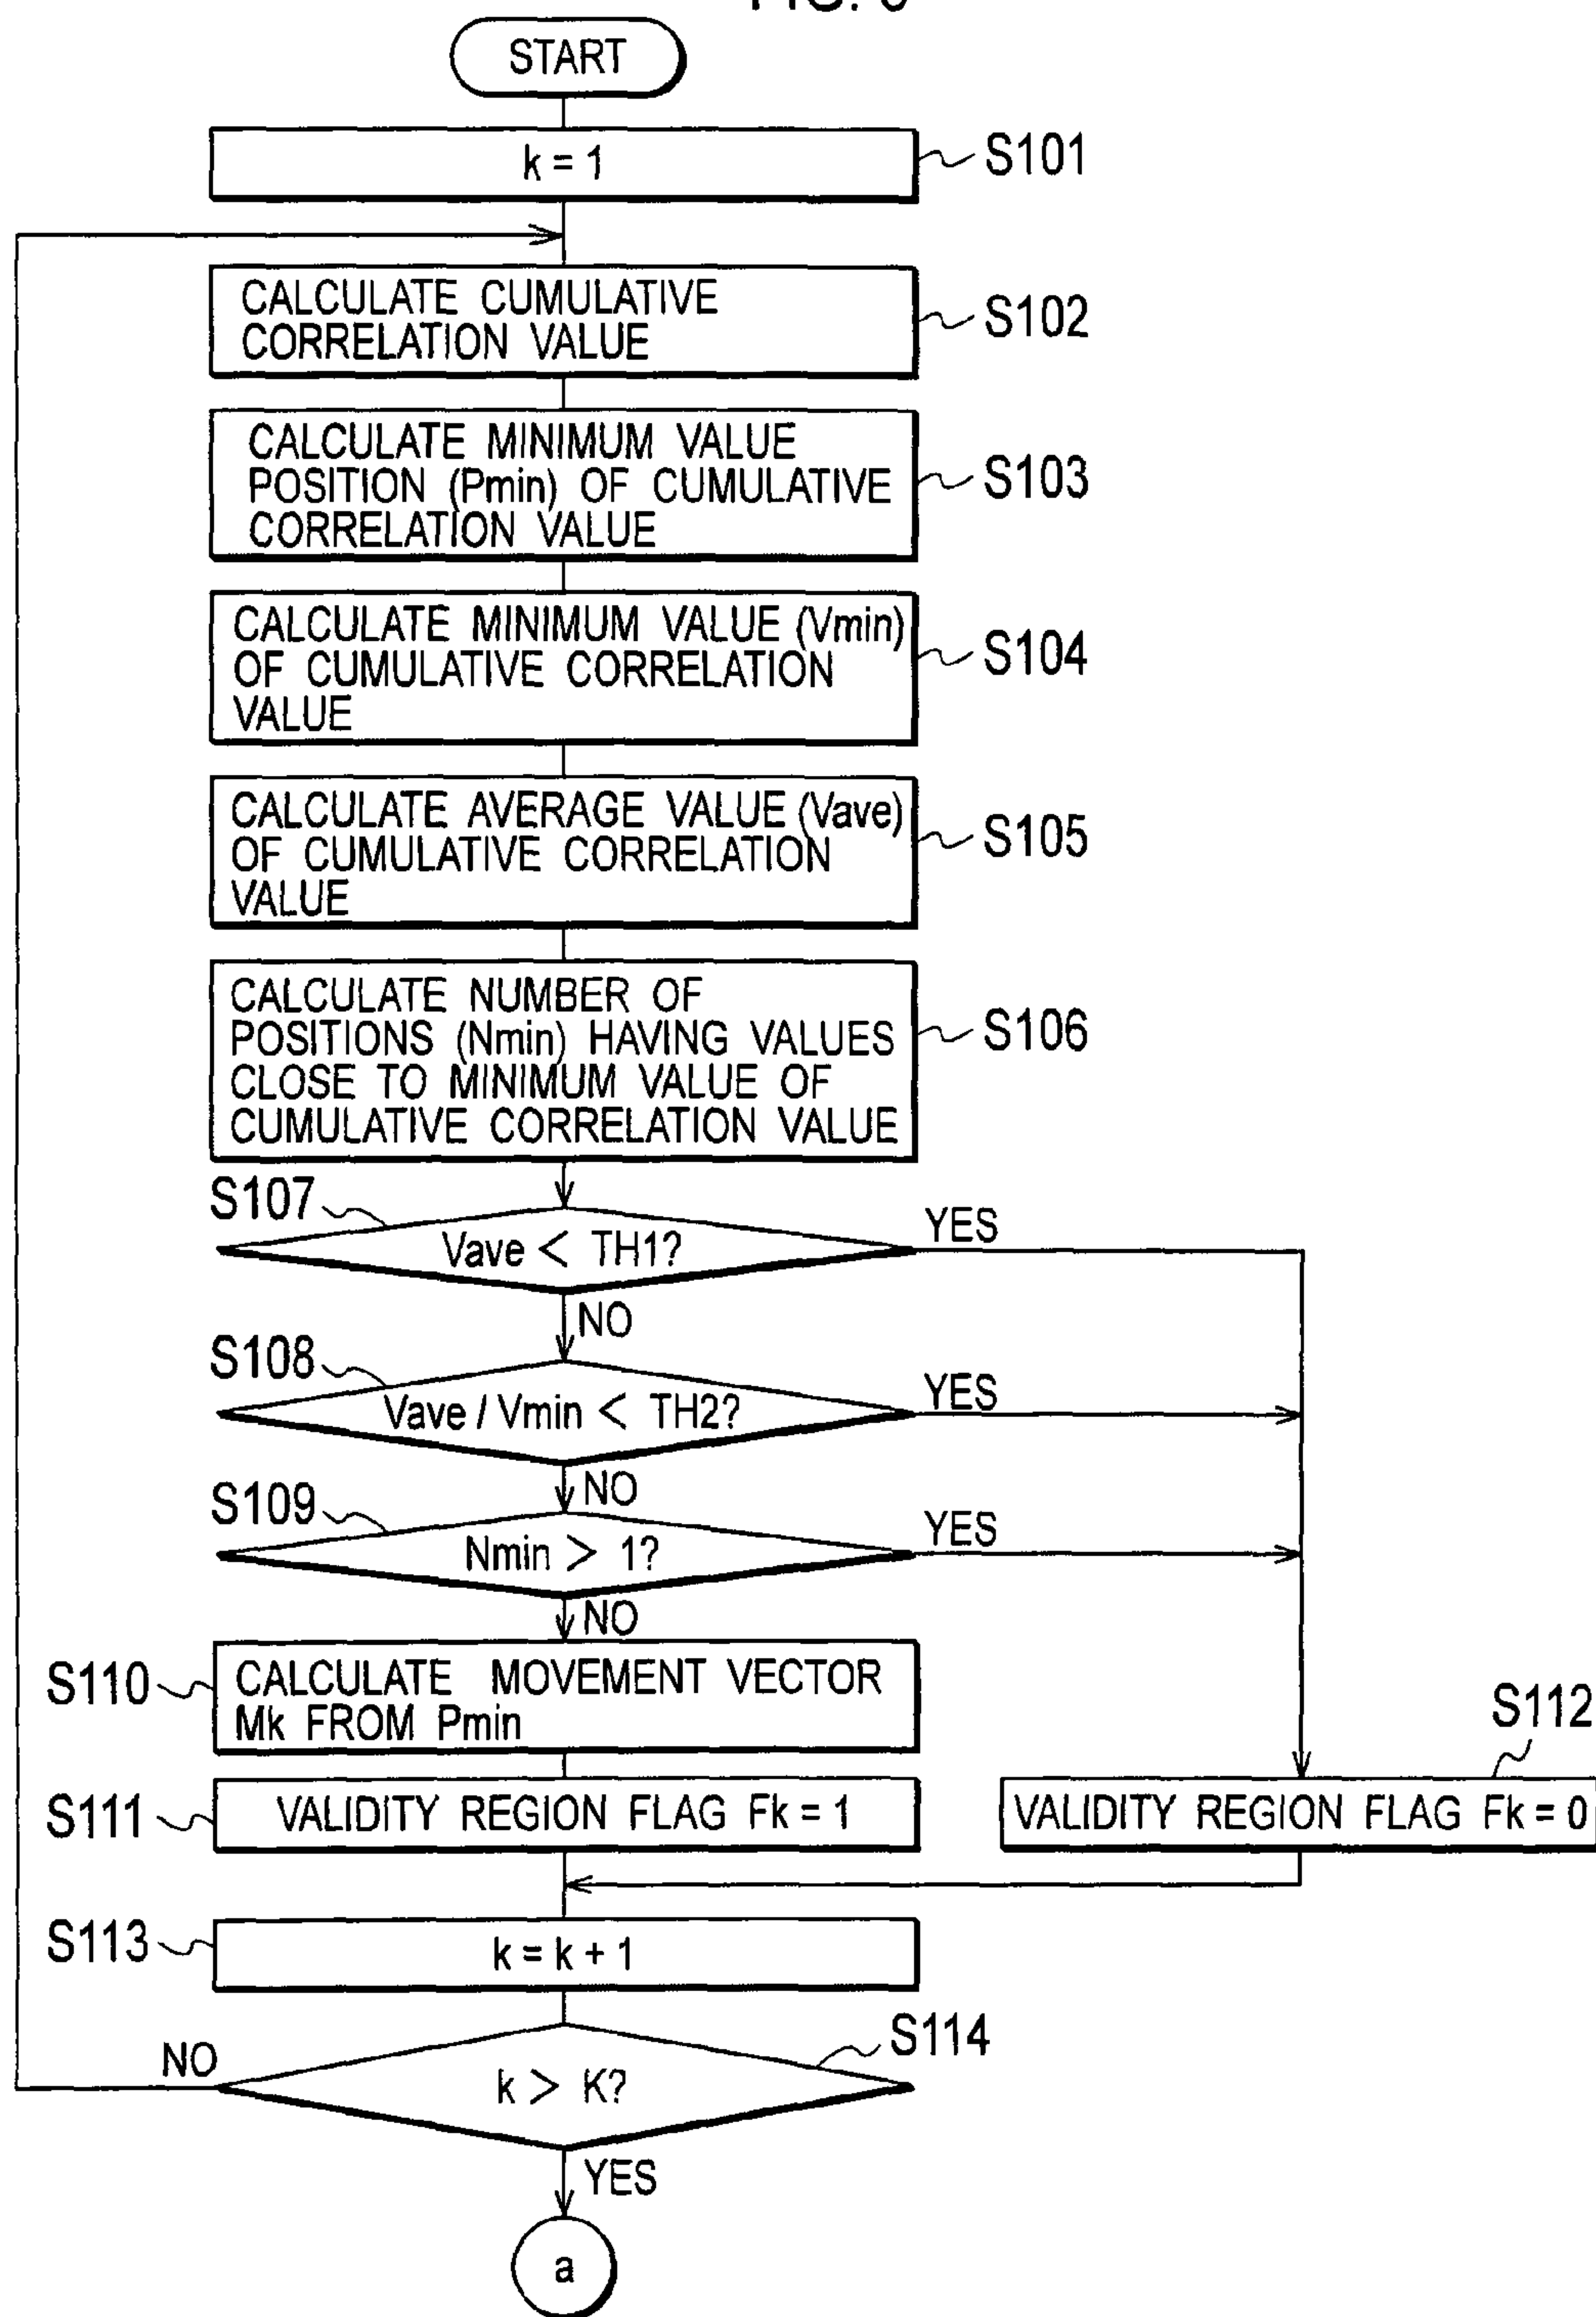 START
k = 1
S101
CALCULATE CUMULATIVE
CORRELATION VALUE
S102
CALCULATE MINIMUM VALUE
POSITION (Pmin) OF CUMULATIVE
CORRELATION VALUE
S103
CALCULATE MINIMUM VALUE (Vmin)
OF CUMULATIVE CORRELATION
VALUE
S104
CALCULATE AVERAGE VALUE (Vave)
OF CUMULATIVE CORRELATION
VALUE
S105
CALCULATE NUMBER OF
POSITIONS (Nmin) HAVING VALUES
CLOSE TO MINIMUM VALUE OF
CUMULATIVE CORRELATION VALUE
S106
S107
Vave < TH1?
YES
NO
S108
Vave / Vmin < TH2?
YES
NO
S109
Nmin > 1?
YES
NO
S110
CALCULATE MOVEMENT VECTOR
Mk FROM Pmin
S112
S111
VALIDITY REGION FLAG Fk = 1
VALIDITY REGION FLAG Fk = 0
S113
k = k + 1
S114
NO
k > K?
YES
a